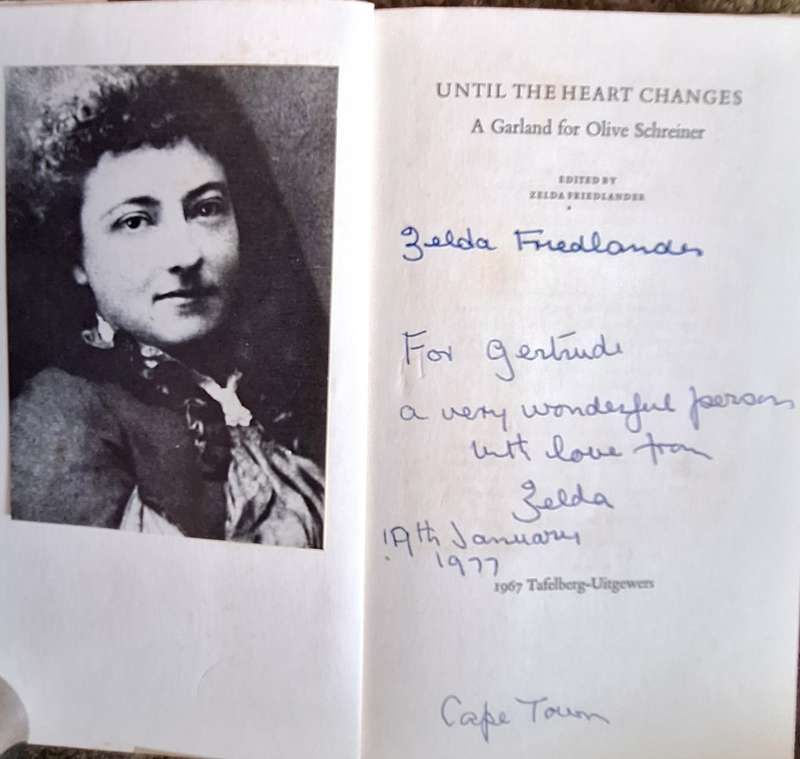 UNTIL THE HEART CHANGES
A Garland for Olive Schreiner
EDITED BY
ZELDA FRIEDLANDER
Zelda Friedlander
For Gertrude
a very wonderful person
with love from
Zelda
19th January
1977
1967 Tafelberg-Uitgewers
Cape Town